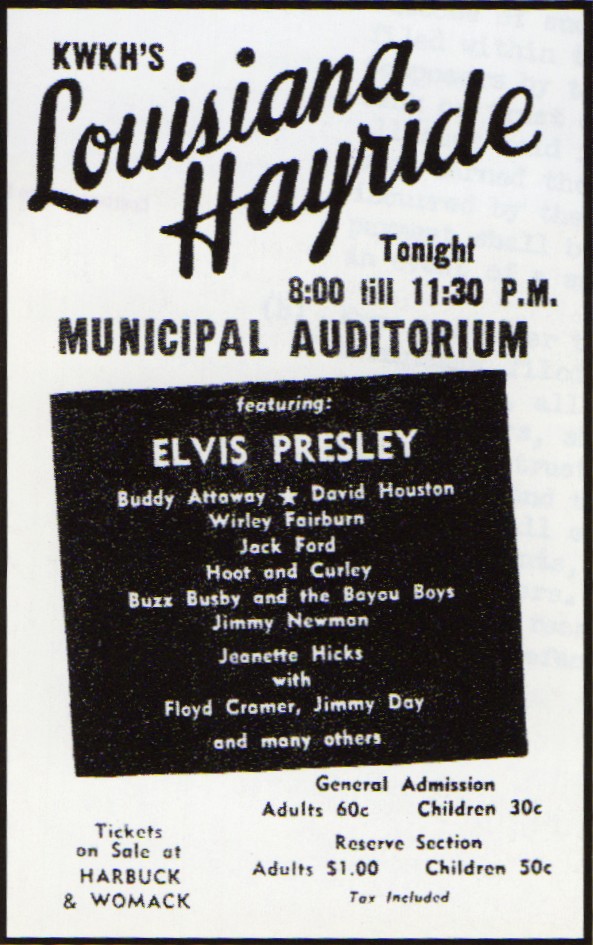 KWKH'S
Louisiana
Hayride
Tonight
8:00 till 11:30 P.M.
MUNICIPAL AUDITORIUM
featuring:
ELVIS PRESLEY
Buddy Attaway ★ David Houston
Wirley Fairburn
Jack Ford
Hoot and Curley
Buzz Busby and the Bayou Boys
Jimmy Newman
Jeanette Hicks
with
Floyd Cramer, Jimmy Day
and many others
General Admission
Adults 60c Children 30c
Reserve Section
Adults $1.00 Children 50c
Tax Included
Tickets
on Sale at
HARBUCK
& WOMACK